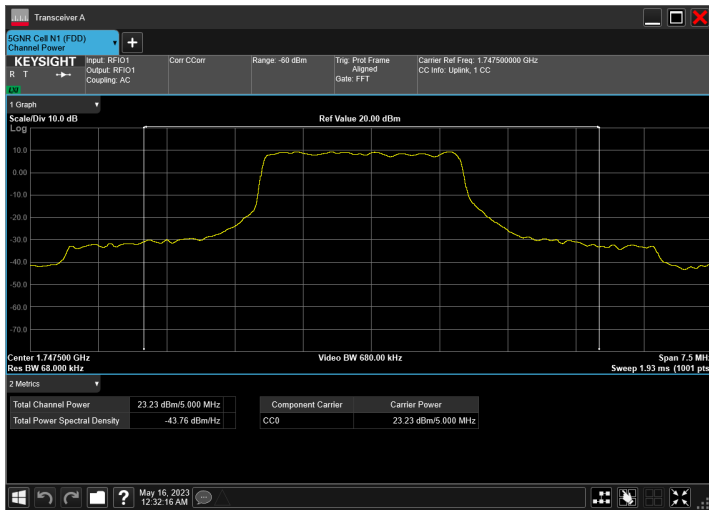 Transceiver A
5GNR Cell N1 (FDD)
Channel Power
KEYSIGHT
R T
LXI
Input: RFIO1
Output: RFIO1
Coupling: AC
Corr CCorr
Range: -60 dBm
Trig: Prot Frame
Aligned
Gate: FFT
Carrier Ref Freq: 1.747500000 GHz
CC Info: Uplink, 1 CC
1 Graph
Scale/Div 10.0 dB
Ref Value 20.00 dBm
Log
10.0
0.00
-10.0
-20.0
-30.0
-40.0
-50.0
-60.0
-70.0
Center 1.747500 GHz
Video BW 680.00 kHz
Span 7.5 MHz
Res BW 68.000 kHz
Sweep 1.93 ms (1001 pts
2 Metrics
Total Channel Power 23.23 dBm/5.000 MHz
Total Power Spectral Density -43.76 dBm/Hz
Component Carrier Carrier Power
CC0 23.23 dBm/5.000 MHz
?
May 16, 2023
12:32:16 AM